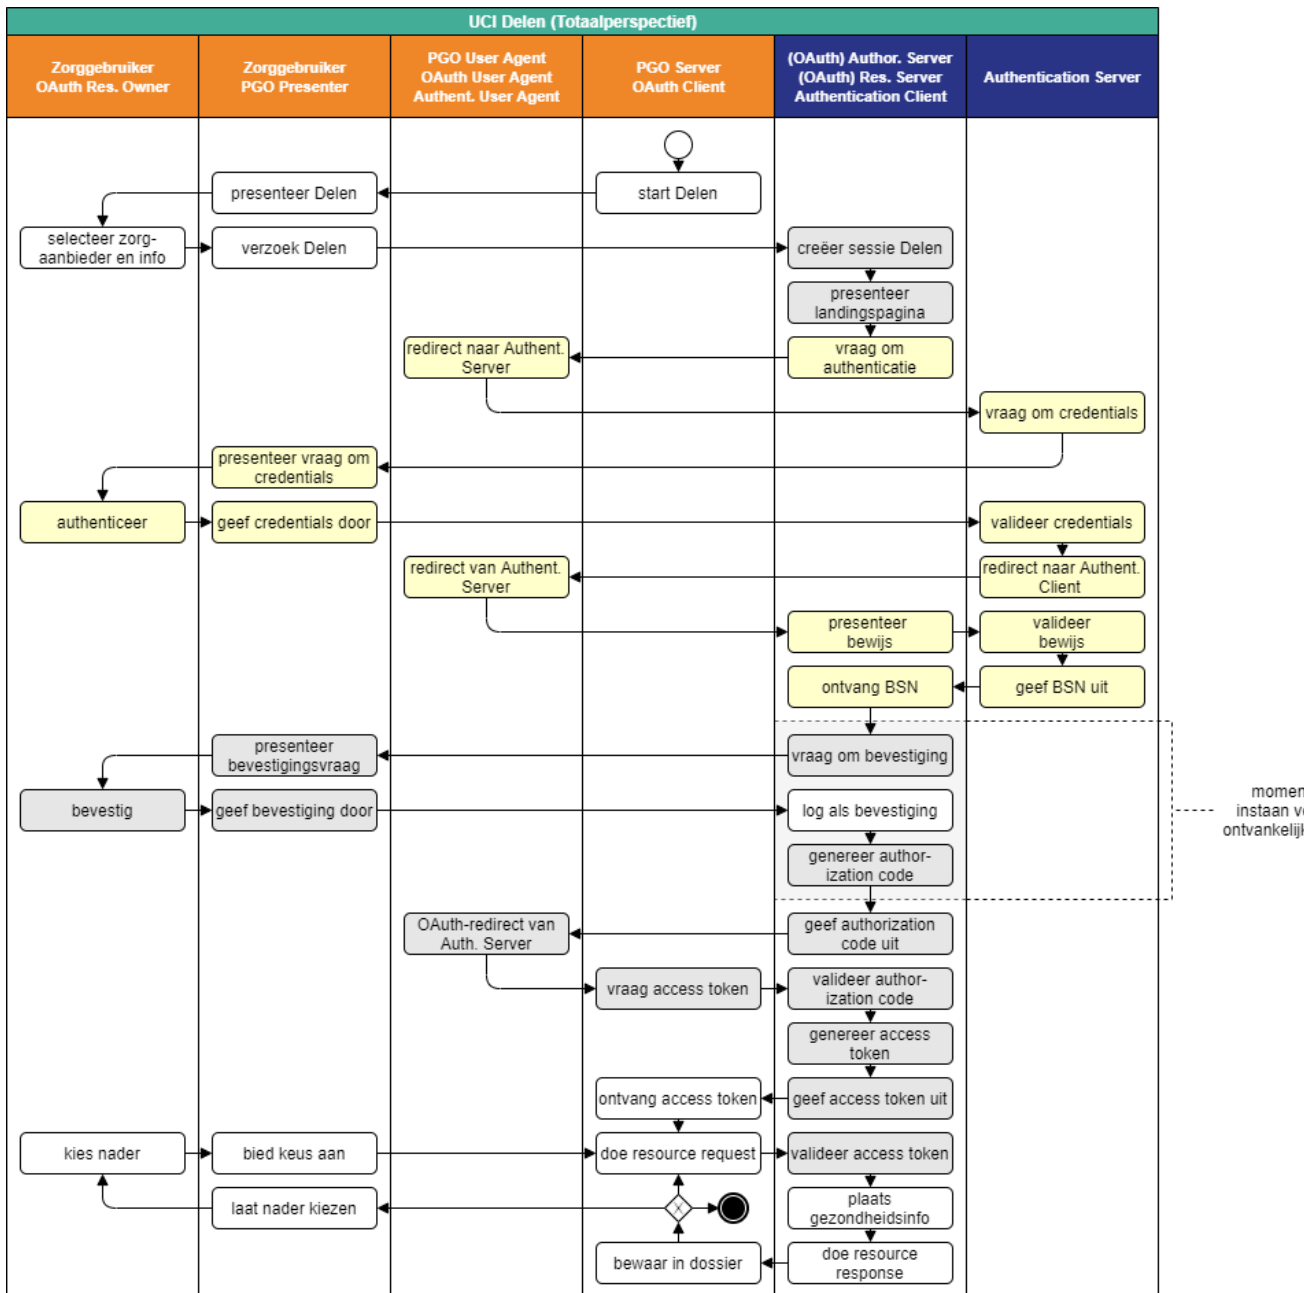 UCI Delen (Totaalperspectief)
Zorggebruiker
OAuth Res. Owner
Zorggebruiker
PGO Presenter
PGO User Agent
OAuth User Agent
Authent. User Agent
PGO Server
OAuth Client
(OAuth) Author. Server
(OAuth) Res. Server
Authentication Client
Authentication Server
presenteer Delen
start Delen
selecteer zorg-
aanbieder en info
verzoek Delen
creëer sessie Delen
presenteer
landingspagina
redirect naar Authent.
Server
vraag om
authenticatie
vraag om credentials
presenteer vraag om
credentials
authenticeer
geef credentials door
valideer credentials
redirect van Authent.
Server
redirect naar Authent.
Client
presenteer
bewijs
valideer
bewijs
ontvang BSN
geef BSN uit
presenteer
bevestigingsvraag
vraag om bevestiging
bevestig
geef bevestiging door
log als bevestiging
momen
instaan v
ontvankelijk
genereer author-
ization code
OAuth-redirect van
Auth. Server
geef authorization
code uit
vraag access token
valideer author-
ization code
genereer access
token
ontvang access token
geef access token uit
kies nader
bied keus aan
doe resource request
valideer access token
laat nader kiezen
X
plaats
gezondheidsinfo
bewaar in dossier
doe resource
response